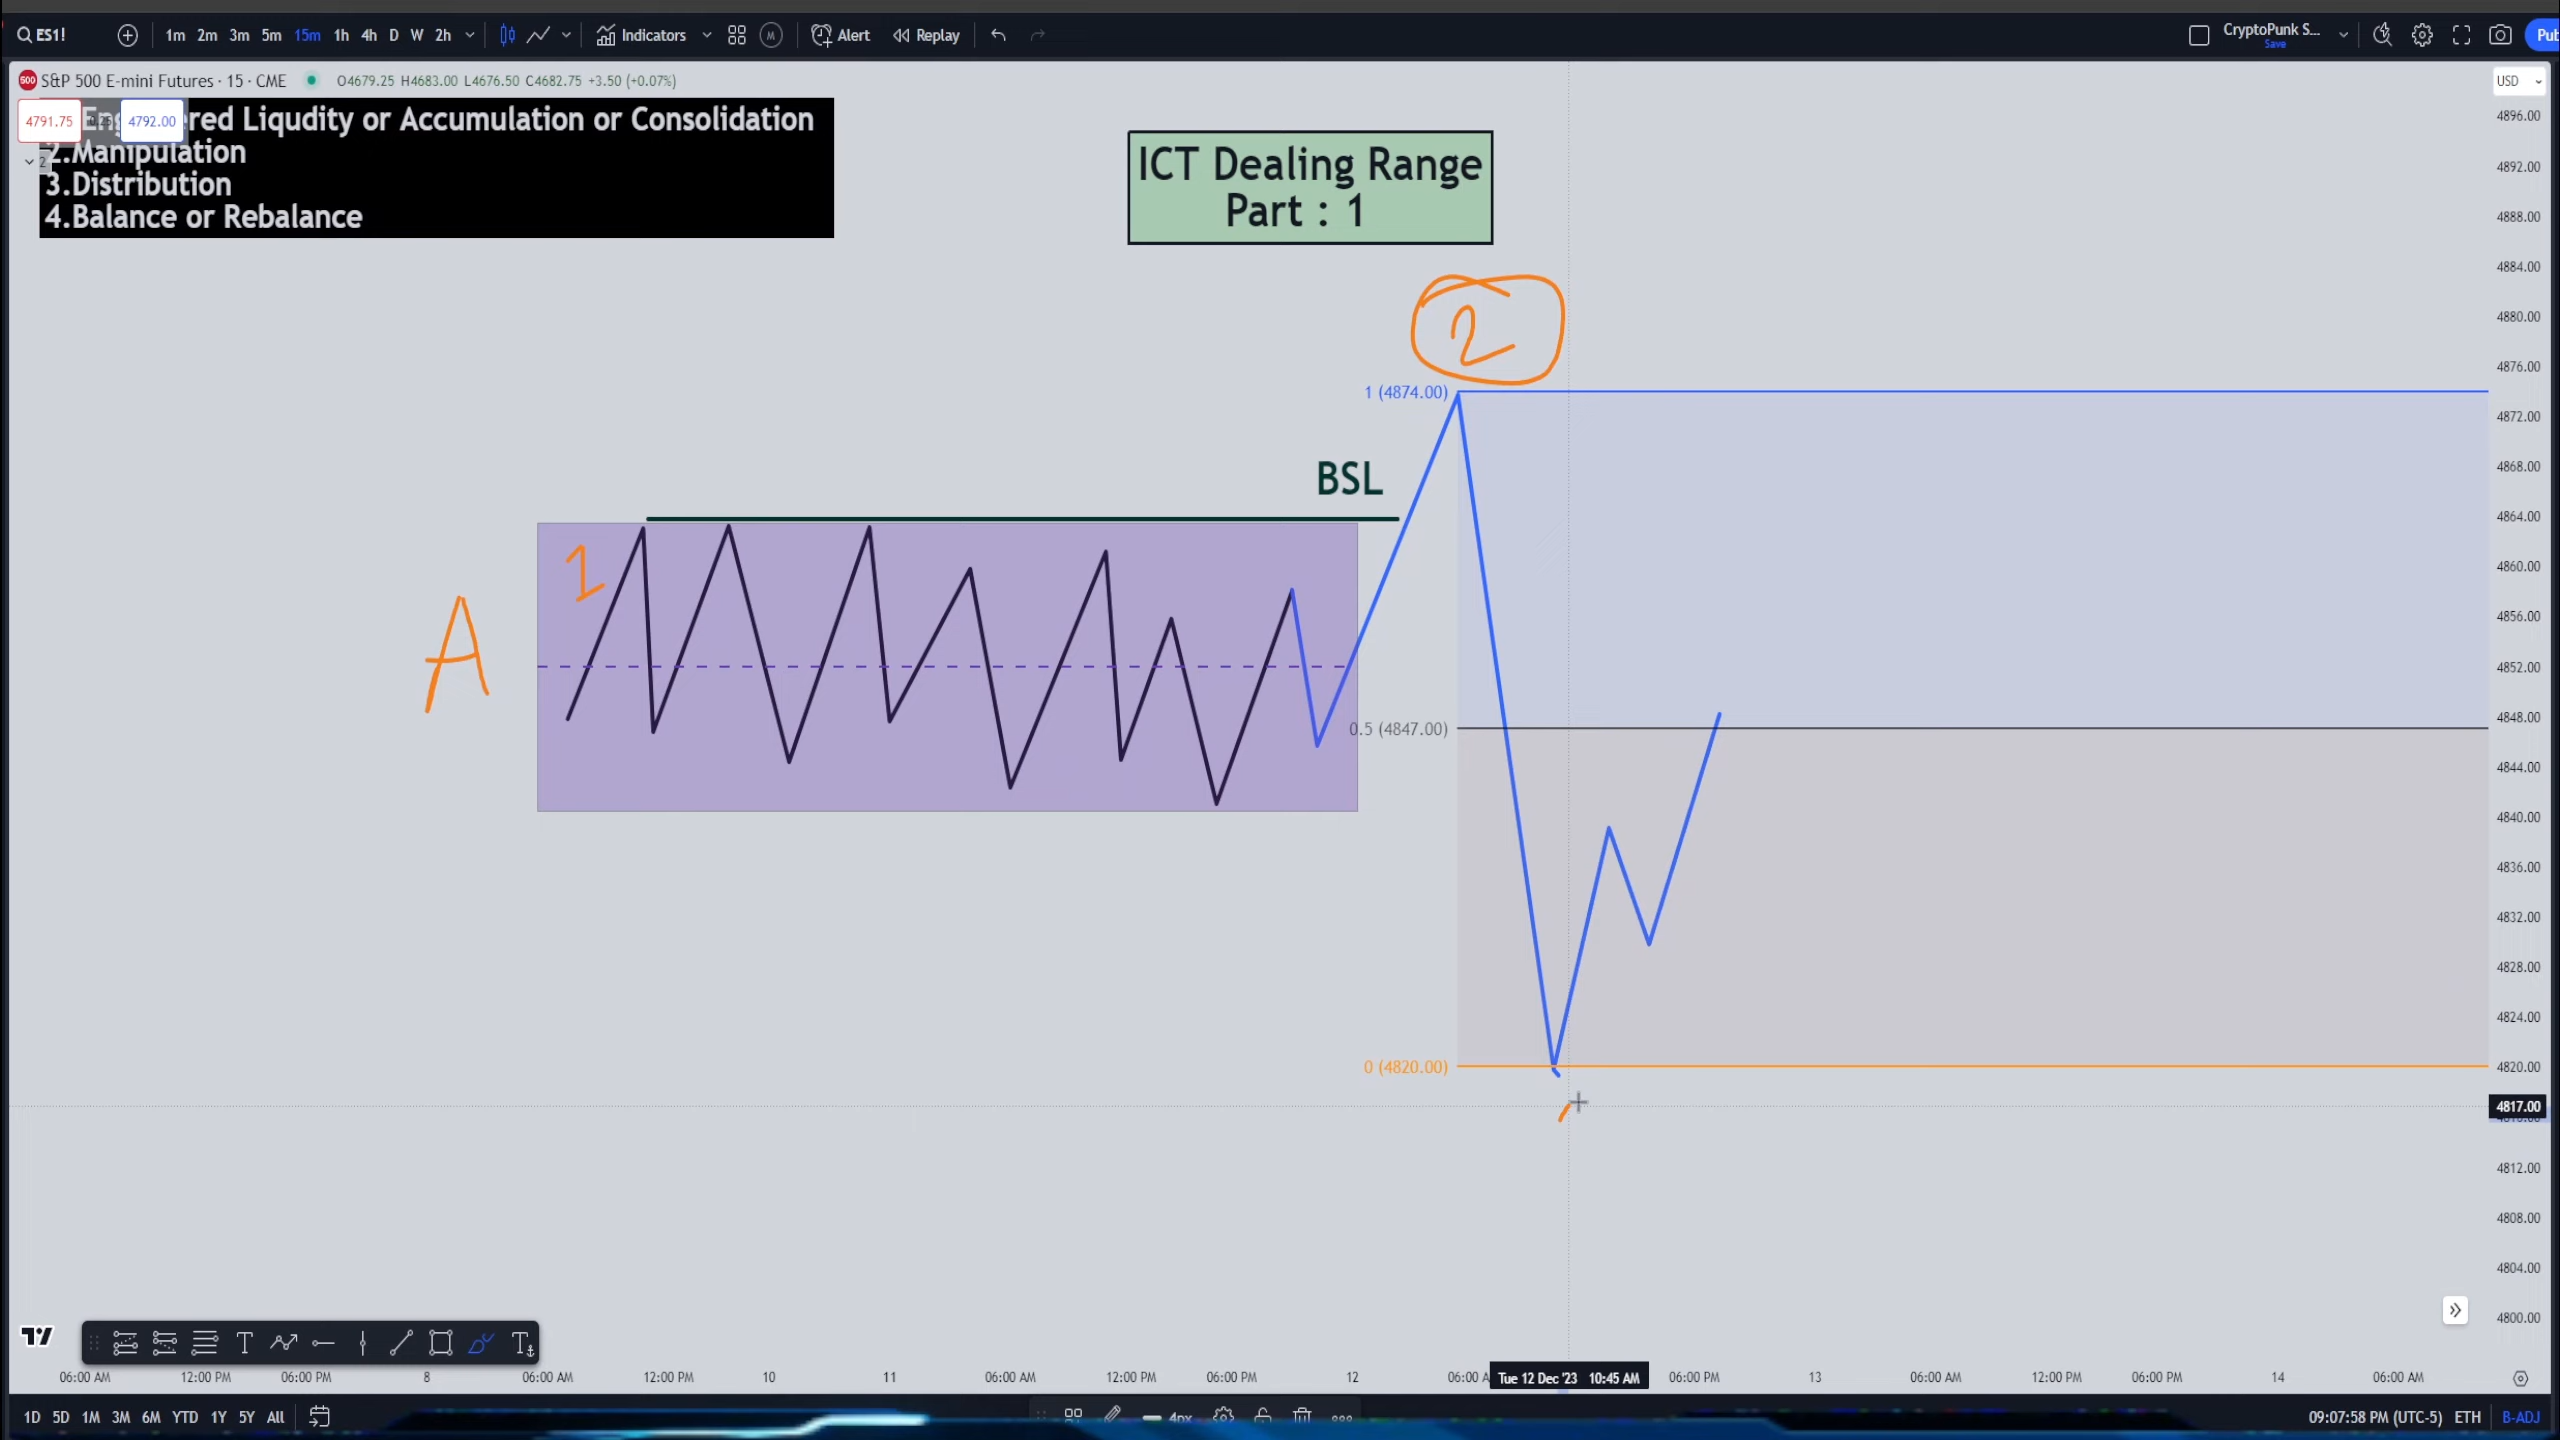 ES1!
1m 2m 3m 5m 15m 1h 4h D W 2h
Indicators
Alert
Replay
CryptoPunk S...
Save
Pub
S&P 500 E-mini Futures · 15 · CME
O4679.25 H4683.00 L4676.50 C4682.75 +3.50 (+0.07%)
USD
4791.75
4792.00
red Liqudity or Accumulation or Consolidation
2.Manipulation
2
3.Distribution
4.Balance or Rebalance
ICT Dealing Range
Part : 1
2
1 (4874.00)
BSL
1
A
0.5 (4847.00)
0 (4820.00)
4896.00
4892.00
4888.00
4884.00
4880.00
4876.00
4872.00
4868.00
4864.00
4860.00
4856.00
4852.00
4848.00
4844.00
4840.00
4836.00
4832.00
4828.00
4824.00
4820.00
4817.00
4812.00
4808.00
4804.00
4800.00
06:00 AM 12:00 PM 06:00 PM 8 06:00 AM 12:00 PM 10 06:00 PM 11 06:00 AM 12:00 PM 06:00 PM 12 06:00 A Tue 12 Dec '23 10:45 AM 06:00 PM 13 06:00 AM 12:00 PM 06:00 PM 14 06:00 AM
1D 5D 1M 3M 6M YTD 1Y 5Y All
4px
09:07:58 PM (UTC-5) ETH B-ADJ